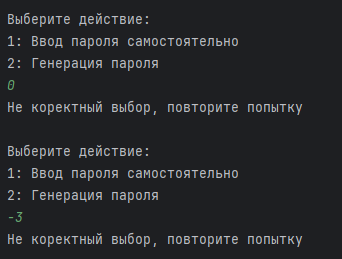 Выберите действие:
1: Ввод пароля самостоятельно
2: Генерация пароля
0
Не коректный выбор, повторите попытку
Выберите действие:
1: Ввод пароля самостоятельно
2: Генерация пароля
-3
Не коректный выбор, повторите попытку